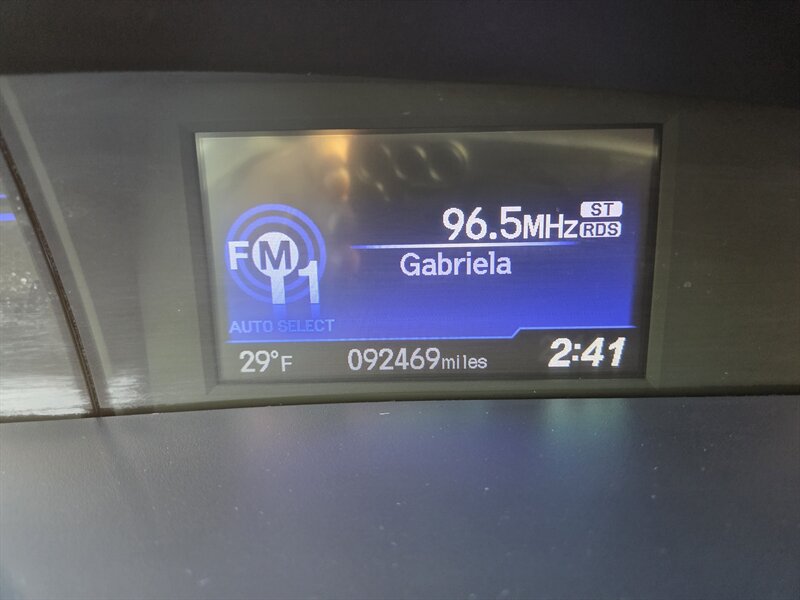 96.5MHz ST
RDS
FM1
Gabriela
AUTO SELECT
29°F 092469miles 2:41